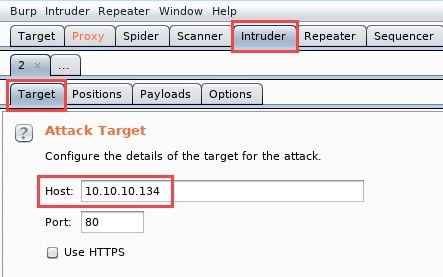 Burp Intruder Repeater Window Help
Target Proxy Spider Scanner Intruder Repeater Sequencer
2 × ...
Target Positions Payloads Options
? Attack Target
Configure the details of the target for the attack.
Host: 10.10.10.134
Port: 80
Use HTTPS